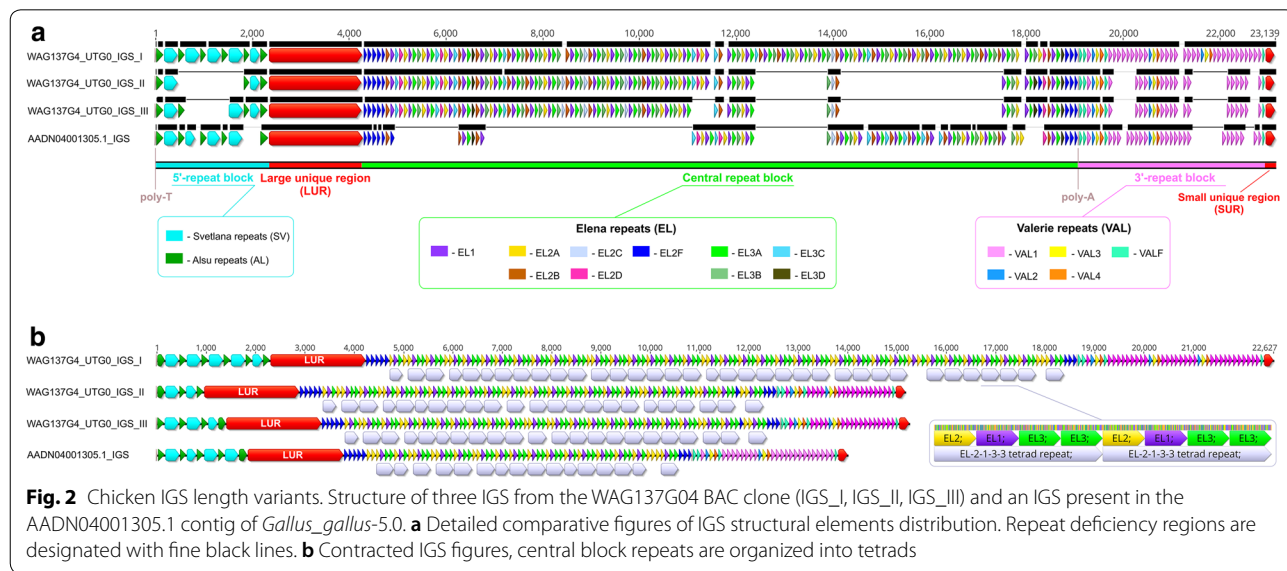 a
1 2,000 4,000 6,000 8,000 10,000 12,000 14,000 16,000 18,000 20,000 22,000 23,139
WAG137G4_UTG0_IGS_I
WAG137G4_UTG0_IGS_II
WAG137G4_UTG0_IGS_III
AADN04001305.1_IGS
5'-repeat block
Large unique region
(LUR)
Central repeat block
3'-repeat block
poly-T
poly-A
Small unique region
(SUR)
- Svetlana repeats (SV)
- Alsu repeats (AL)
Elena repeats (EL)
- EL1 - EL2A - EL2C - EL2F - EL3A - EL3C
- EL2B - EL2D - EL3B - EL3D
Valerie repeats (VAL)
- VAL1 - VAL3 - VALF
- VAL2 - VAL4
b
1 1,000 2,000 3,000 4,000 5,000 6,000 7,000 8,000 9,000 10,000 11,000 12,000 13,000 14,000 15,000 16,000 17,000 18,000 19,000 20,000 21,000 22,627
WAG137G4_UTG0_IGS_I LUR
WAG137G4_UTG0_IGS_II LUR
WAG137G4_UTG0_IGS_III LUR
AADN04001305.1_IGS LUR
EL2; EL1; EL3; EL3; EL2; EL1; EL3; EL3;
EL-2-1-3-3 tetrad repeat; EL-2-1-3-3 tetrad repeat;
Fig. 2 Chicken IGS length variants. Structure of three IGS from the WAG137G04 BAC clone (IGS_I, IGS_II, IGS_III) and an IGS present in the
AADN04001305.1 contig of Gallus_gallus-5.0. a Detailed comparative figures of IGS structural elements distribution. Repeat deficiency regions are
designated with fine black lines. b Contracted IGS figures, central block repeats are organized into tetrads